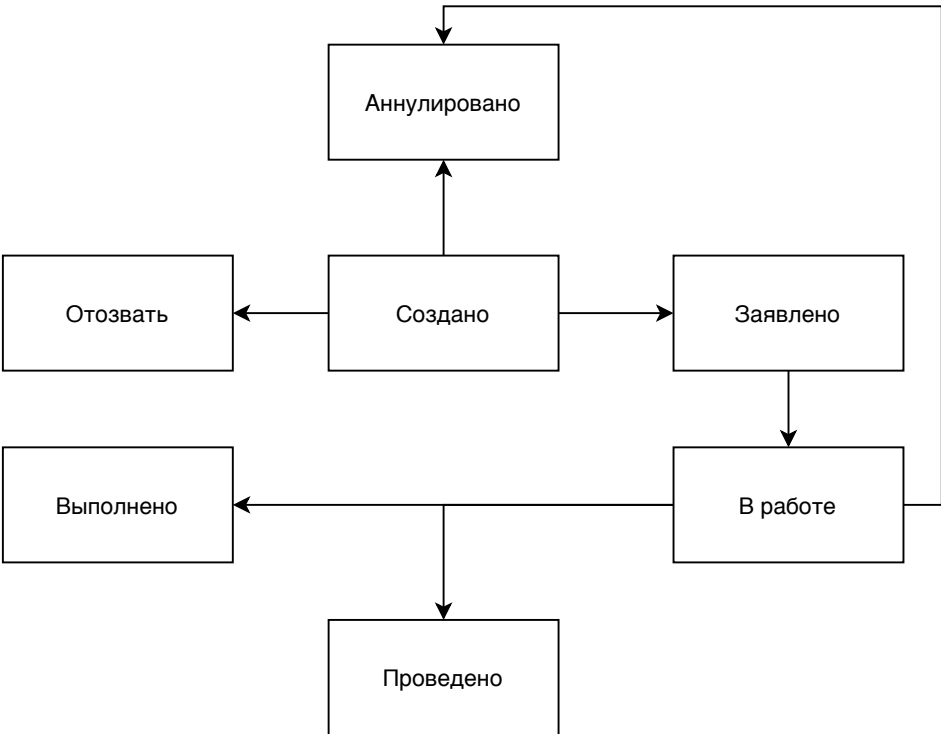 Аннулировано
Отозвать
Создано
Заявлено
Выполнено
В работе
Проведено